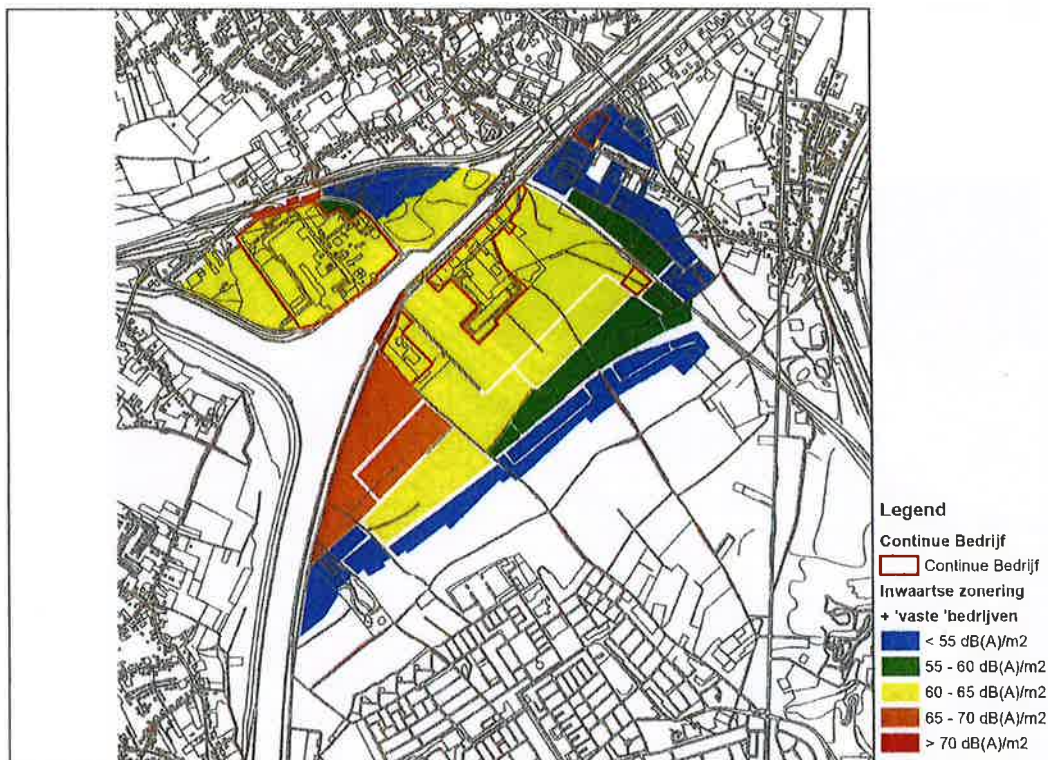 Legend
Continue Bedrijf
Continue Bedrijf
Inwaartse zonering
+ 'vaste 'bedrijven
< 55 dB(A)/m2
55 - 60 dB(A)/m2
60 - 65 dB(A)/m2
65 - 70 dB(A)/m2
> 70 dB(A)/m2